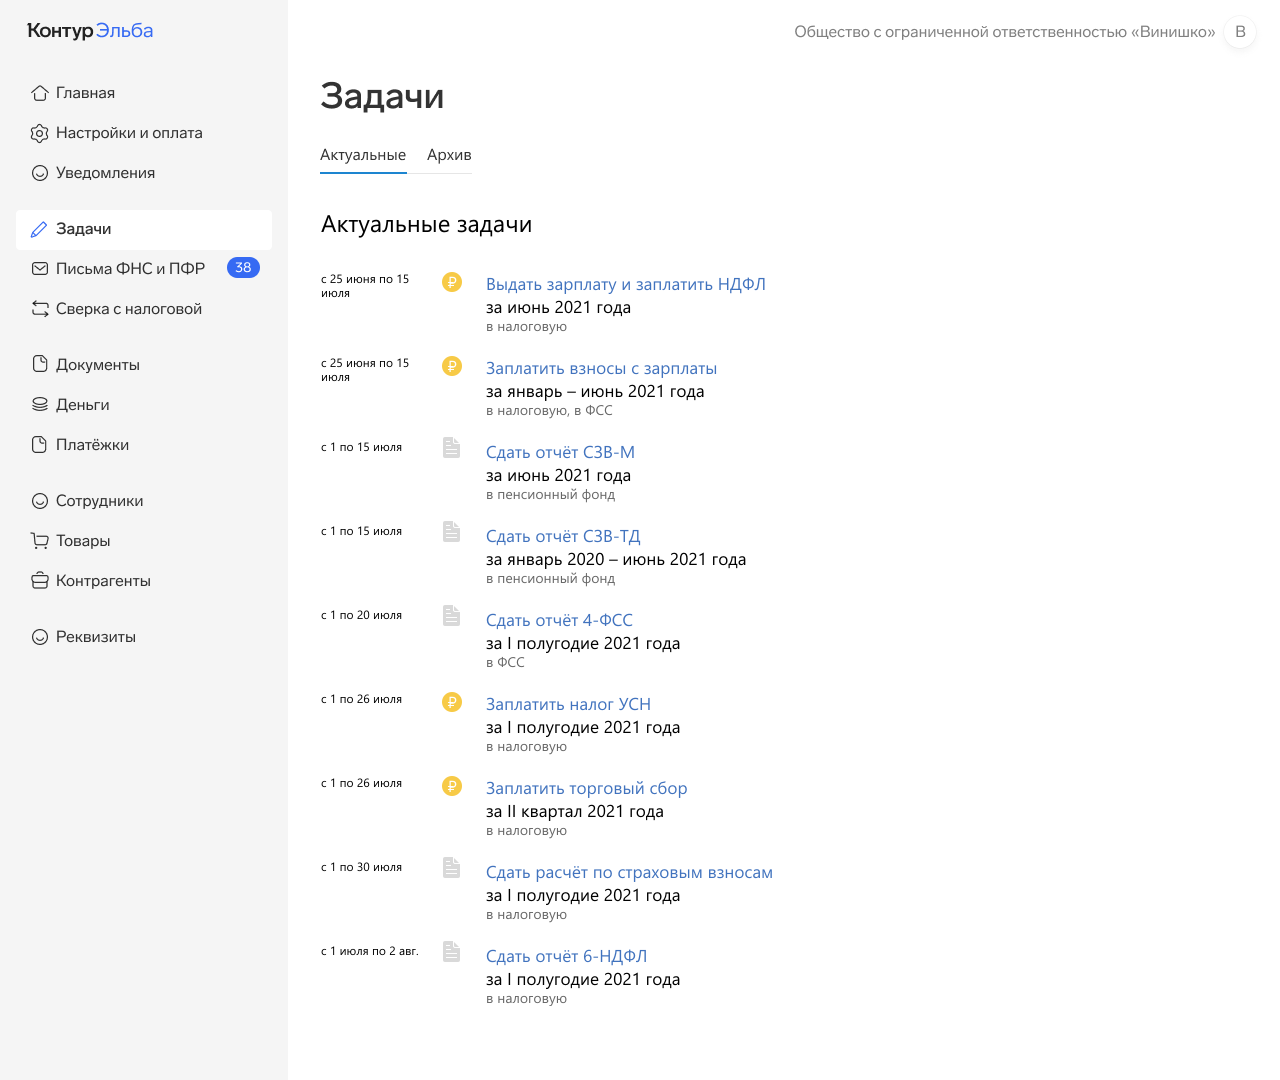 КонтурЭльба
Общество с ограниченной ответственностью «Винишко» В
Главная
Настройки и оплата
Уведомления
Задачи
Письма ФНС и ПФР 38
Сверка с налоговой
Документы
Деньги
Платёжки
Сотрудники
Товары
Контрагенты
Реквизиты
Задачи
Актуальные Архив
Актуальные задачи
с 25 июня по 15
июля
Выдать зарплату и заплатить НДФЛ
за июнь 2021 года
в налоговую
с 25 июня по 15
июля
Заплатить взносы с зарплаты
за январь – июнь 2021 года
в налоговую, в ФСС
с 1 по 15 июля
Сдать отчёт СЗВ-М
за июнь 2021 года
в пенсионный фонд
с 1 по 15 июля
Сдать отчёт СЗВ-ТД
за январь 2020 – июнь 2021 года
в пенсионный фонд
с 1 по 20 июля
Сдать отчёт 4-ФСС
за I полугодие 2021 года
в ФСС
с 1 по 26 июля
Заплатить налог УСН
за I полугодие 2021 года
в налоговую
с 1 по 26 июля
Заплатить торговый сбор
за II квартал 2021 года
в налоговую
с 1 по 30 июля
Сдать расчёт по страховым взносам
за I полугодие 2021 года
в налоговую
с 1 июля по 2 авг.
Сдать отчёт 6-НДФЛ
за I полугодие 2021 года
в налоговую